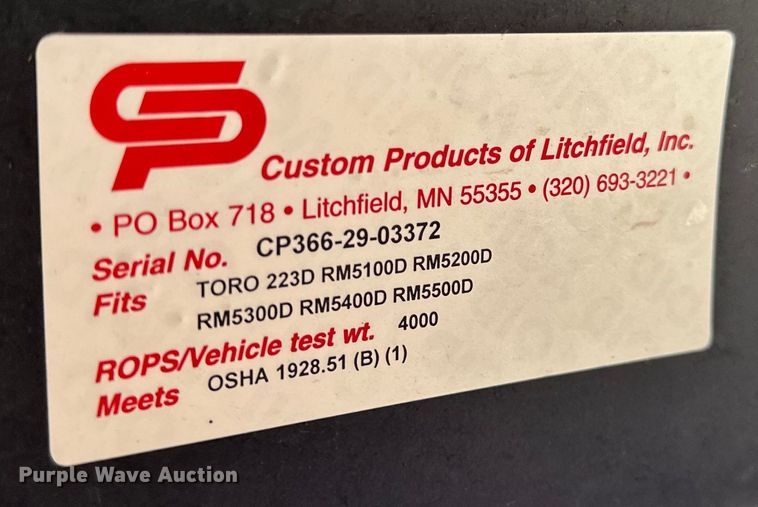 CP
Custom Products of Litchfield, Inc.
• PO Box 718 • Litchfield, MN 55355 • (320) 693-3221 •
Serial No. CP366-29-03372
Fits TORO 223D RM5100D RM5200D
RM5300D RM5400D RM5500D
ROPS/Vehicle test wt. 4000
Meets OSHA 1928.51 (B) (1)
Purple Wave Auction